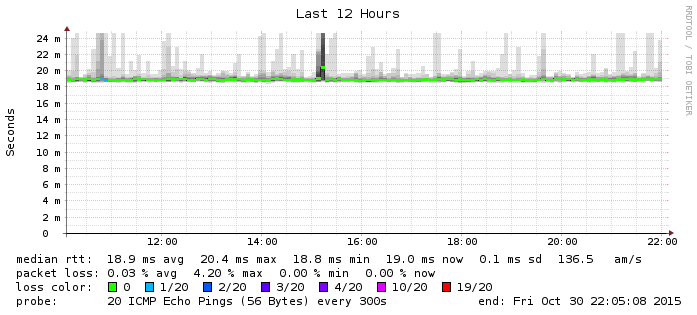 Last 12 Hours
RRDTOOL / TOBI OETIKER
Seconds
24 m
22 m
20 m
18 m
16 m
14 m
12 m
10 m
8 m
6 m
4 m
2 m
0
12:00 14:00 16:00 18:00 20:00 22:00
median rtt: 18.9 ms avg 20.4 ms max 18.8 ms min 19.0 ms now 0.1 ms sd 136.5 am/s
packet loss: 0.03 % avg 4.20 % max 0.00 % min 0.00 % now
loss color: 0 1/20 2/20 3/20 4/20 10/20 19/20
probe: 20 ICMP Echo Pings (56 Bytes) every 300s end: Fri Oct 30 22:05:08 2015